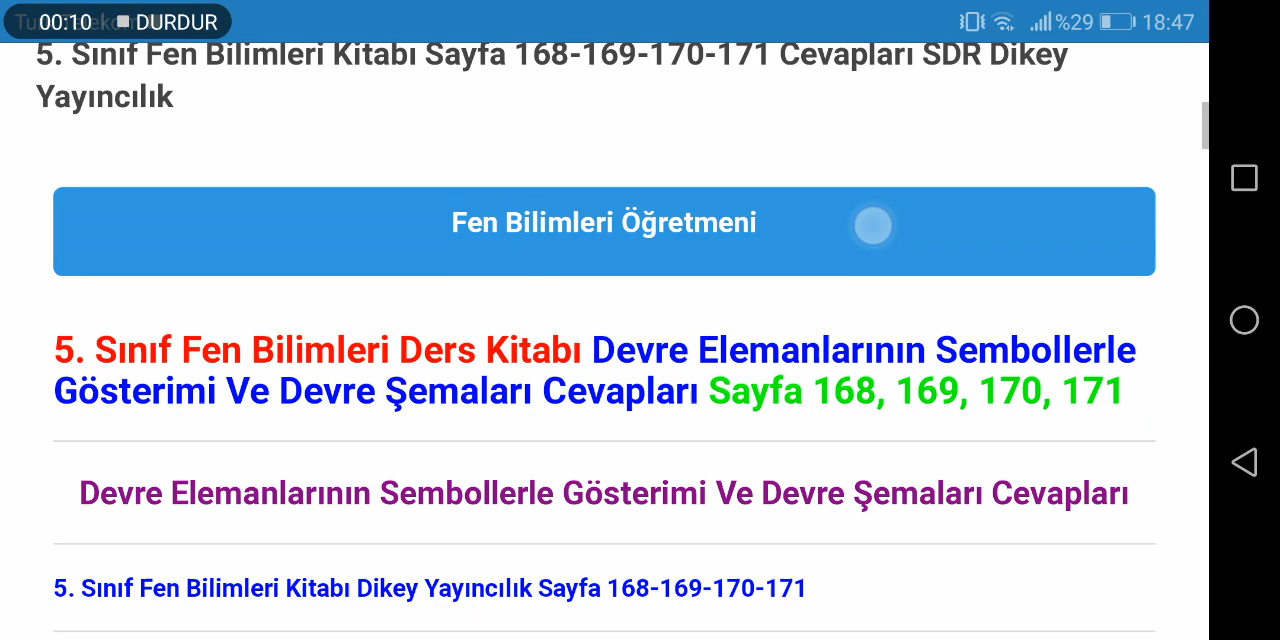 00:10 DURDUR %29 18:47
5. Sınıf Fen Bilimleri Kitabı Sayfa 168-169-170-171 Cevapları SDR Dikey
Yayıncılık
Fen Bilimleri Öğretmeni
5. Sınıf Fen Bilimleri Ders Kitabı Devre Elemanlarının Sembollerle
Gösterimi Ve Devre Şemaları Cevapları Sayfa 168, 169, 170, 171
Devre Elemanlarının Sembollerle Gösterimi Ve Devre Şemaları Cevapları
5. Sınıf Fen Bilimleri Kitabı Dikey Yayıncılık Sayfa 168-169-170-171